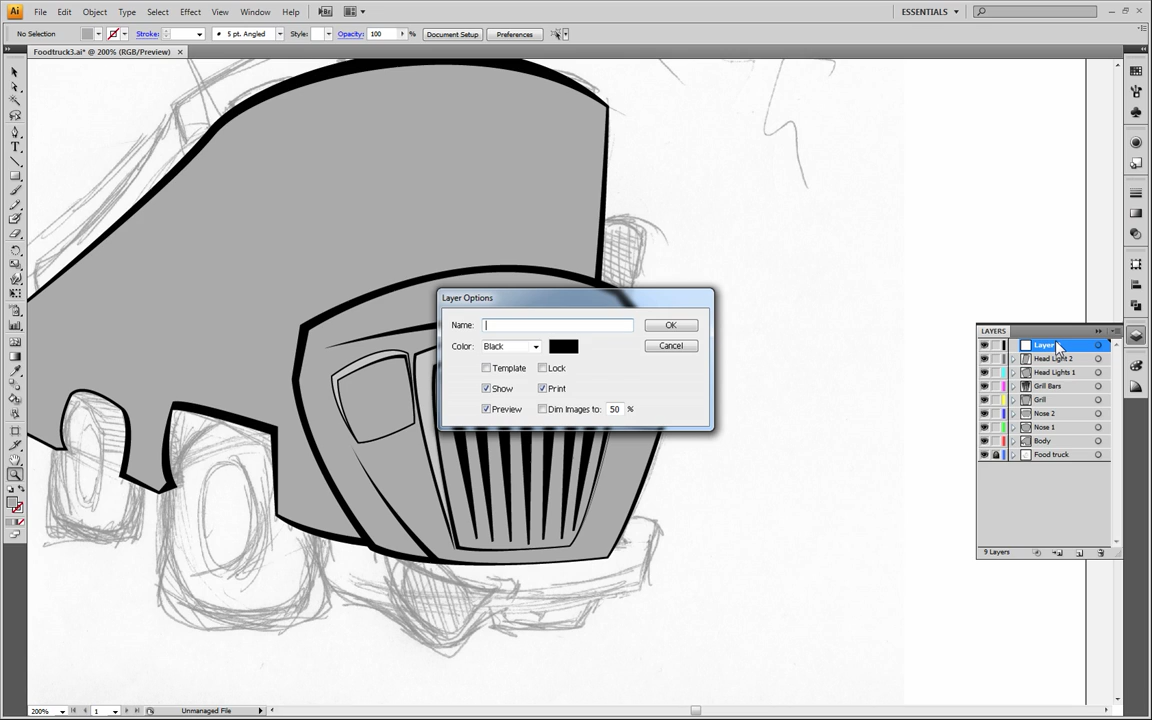 Ai File Edit Object Type Select Effect View Window Help Br ESSENTIALS
No Selection Stroke: 5 pt. Angled Style: Opacity: 100 % Document Setup Preferences
Foodtruck3.ai* @ 200% (RGB/Preview)
Layer Options
Name: OK
Color: Black Cancel
Template Lock
Show Print
Preview Dim Images to: 50 %
LAYERS
Layer
Head Light 2
Head Lights 1
Grill Bars
Grill
Nose 2
Nose 1
Body
Food truck
9 Layers
200% 1 Unmanaged File